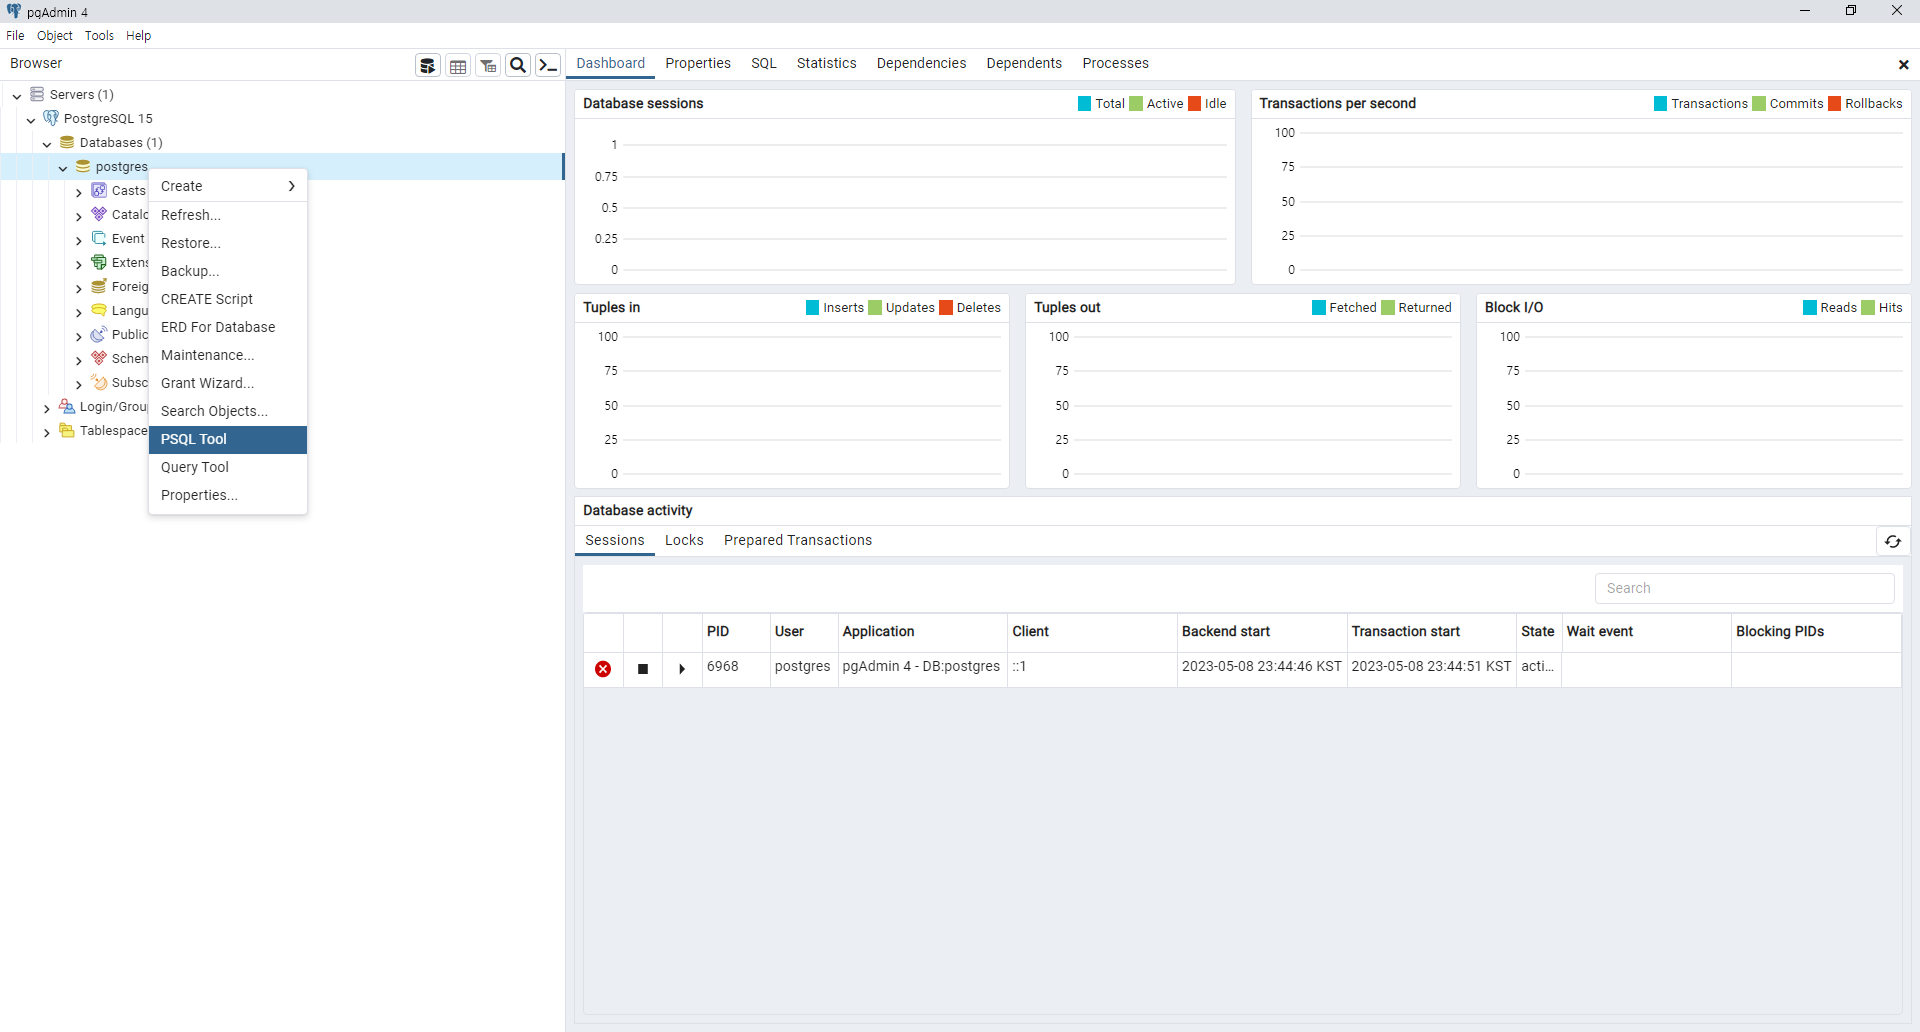 pgAdmin 4
File Object Tools Help
Browser
Servers (1)
PostgreSQL 15
Databases (1)
postgres
Casts
Catalo
Event
Extens
Foreig
Langu
Public
Schem
Subsc
Login/Grou
Tablespace
Create
Refresh...
Restore...
Backup...
CREATE Script
ERD For Database
Maintenance...
Grant Wizard...
Search Objects...
PSQL Tool
Query Tool
Properties...
Dashboard Properties SQL Statistics Dependencies Dependents Processes
Database sessions Total Active Idle
1
0.75
0.5
0.25
0
Transactions per second Transactions Commits Rollbacks
100
75
50
25
0
Tuples in Inserts Updates Deletes
100
75
50
25
0
Tuples out Fetched Returned
100
75
50
25
0
Block I/O Reads Hits
100
75
50
25
0
Database activity
Sessions Locks Prepared Transactions
Search
PID User Application Client Backend start Transaction start State Wait event Blocking PIDs
6968 postgres pgAdmin 4 - DB:postgres ::1 2023-05-08 23:44:46 KST 2023-05-08 23:44:51 KST acti...